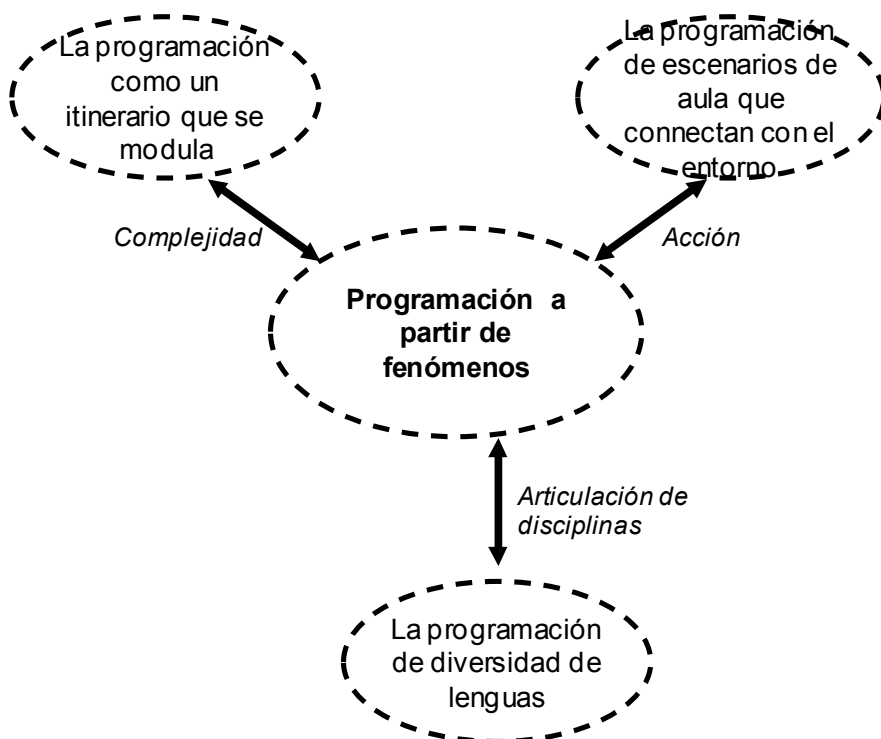 La programación
como un
itinerario que se
modula
La programación
de escenarios de
aula que
connectan con el
entorno
Complejidad
Acción
Programación a
partir de
fenómenos
Articulación de
disciplinas
La programación
de diversidad de
lenguas